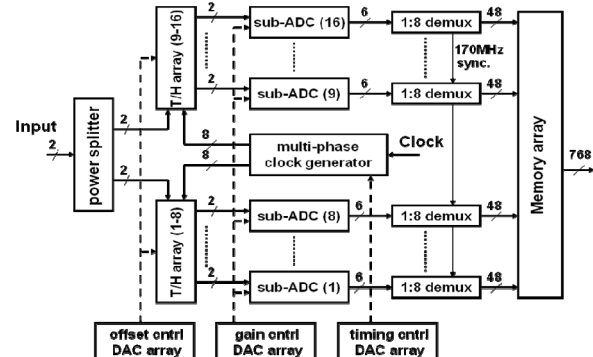 2 sub-ADC (16) 6 1:8 demux 48
T/H array (9-16)
170MHz
sync.
2 sub-ADC (9) 6 1:8 demux 48
Input
2
power splitter
2
8
multi-phase
clock generator
Clock
8
2
Memory array
768
2 sub-ADC (8) 6 1:8 demux 48
T/H array (1-8)
2 sub-ADC (1) 6 1:8 demux 48
offset cntrl
DAC array
gain cntrl
DAC array
timing cntrl
DAC array